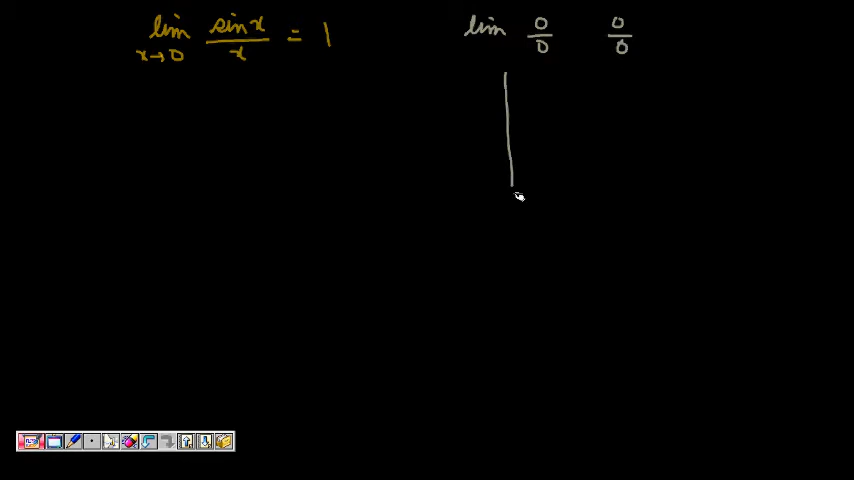 lim x→0 sin x / x = 1
lim 0/0 0/0